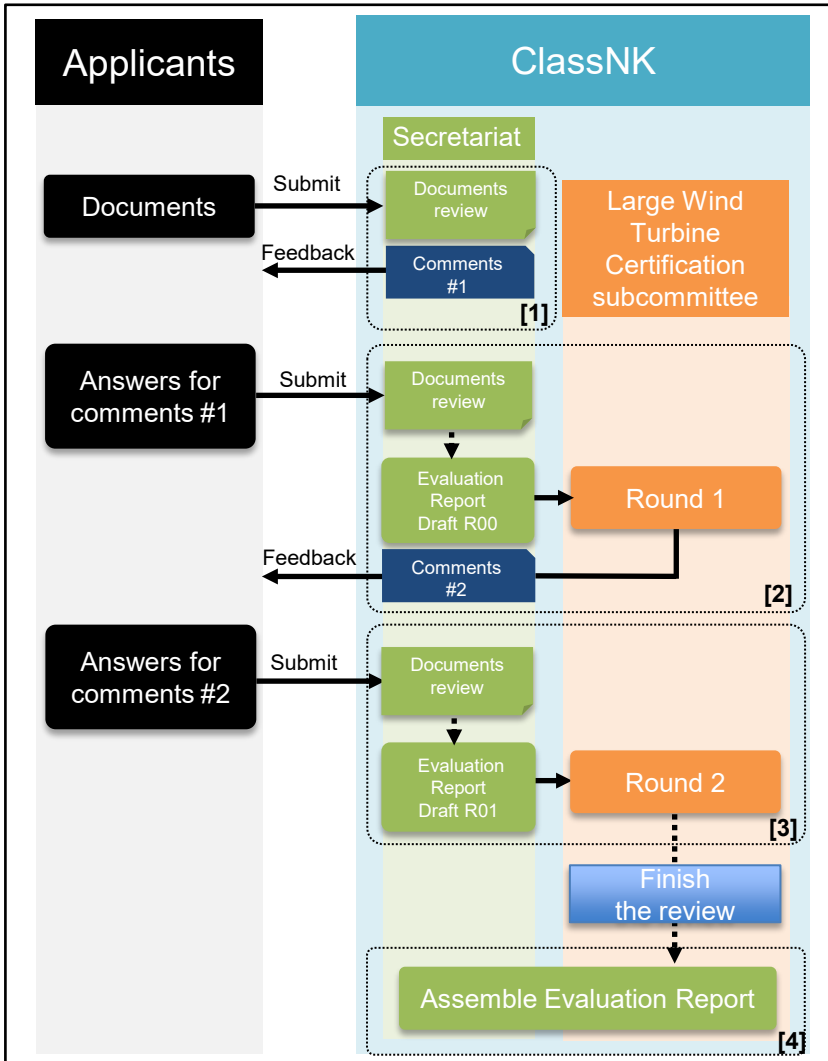 Applicants
ClassNK
Secretariat
Documents
Submit
Documents
review
Large Wind
Turbine
Certification
subcommittee
Feedback
Comments
#1
[1]
Answers for
comments #1
Submit
Documents
review
Evaluation
Report
Draft R00
Round 1
Feedback
Comments
#2
[2]
Answers for
comments #2
Submit
Documents
review
Evaluation
Report
Draft R01
Round 2
[3]
Finish
the review
Assemble Evaluation Report
[4]